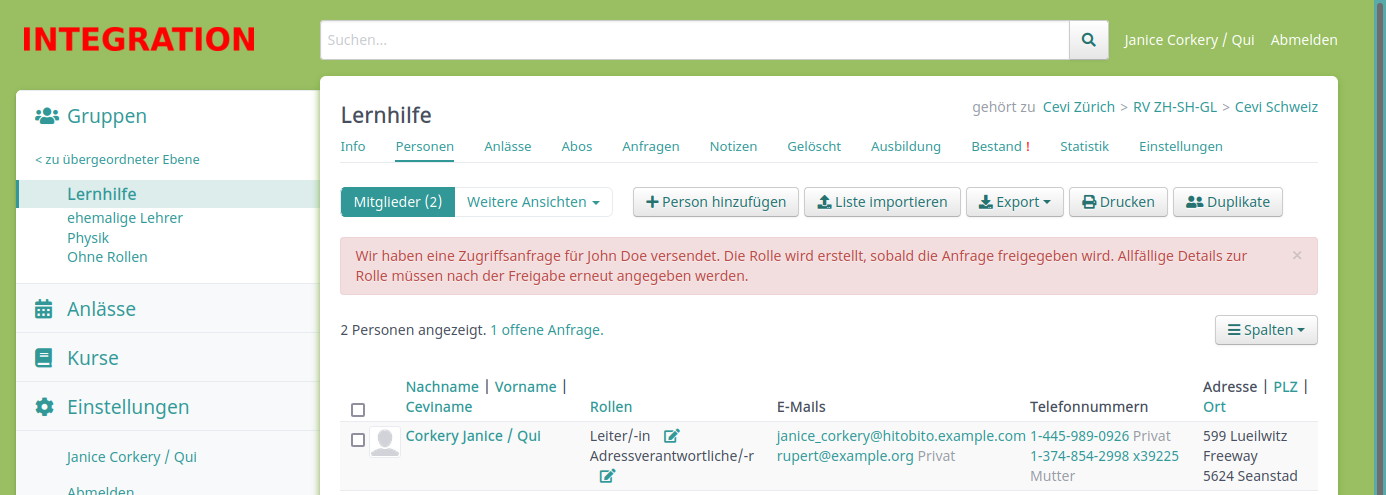 INTEGRATION
Suchen...
Janice Corkery / Qui Abmelden
Gruppen
< zu übergeordneter Ebene
Lernhilfe
ehemalige Lehrer
Physik
Ohne Rollen
Anlässe
Kurse
Einstellungen
Janice Corkery / Qui
Abmelden
Lernhilfe
gehört zu Cevi Zürich > RV ZH-SH-GL > Cevi Schweiz
Info Personen Anlässe Abos Anfragen Notizen Gelöscht Ausbildung Bestand ! Statistik Einstellungen
Mitglieder (2) Weitere Ansichten Person hinzufügen Liste importieren Export Drucken Duplikate
Wir haben eine Zugriffsanfrage für John Doe versendet. Die Rolle wird erstellt, sobald die Anfrage freigegeben wird. Allfällige Details zur ×
Rolle müssen nach der Freigabe erneut angegeben werden.
2 Personen angezeigt. 1 offene Anfrage. Spalten
Nachname | Vorname | Adresse | PLZ |
Ceviname Rollen E-Mails Telefonnummern Ort
Corkery Janice / Qui Leiter/-in janice_corkery@hitobito.example.com 1-445-989-0926 Privat 599 Lueilwitz
Adressverantwortliche/-r rupert@example.org Privat 1-374-854-2998 x39225 Freeway
Mutter 5624 Seanstad